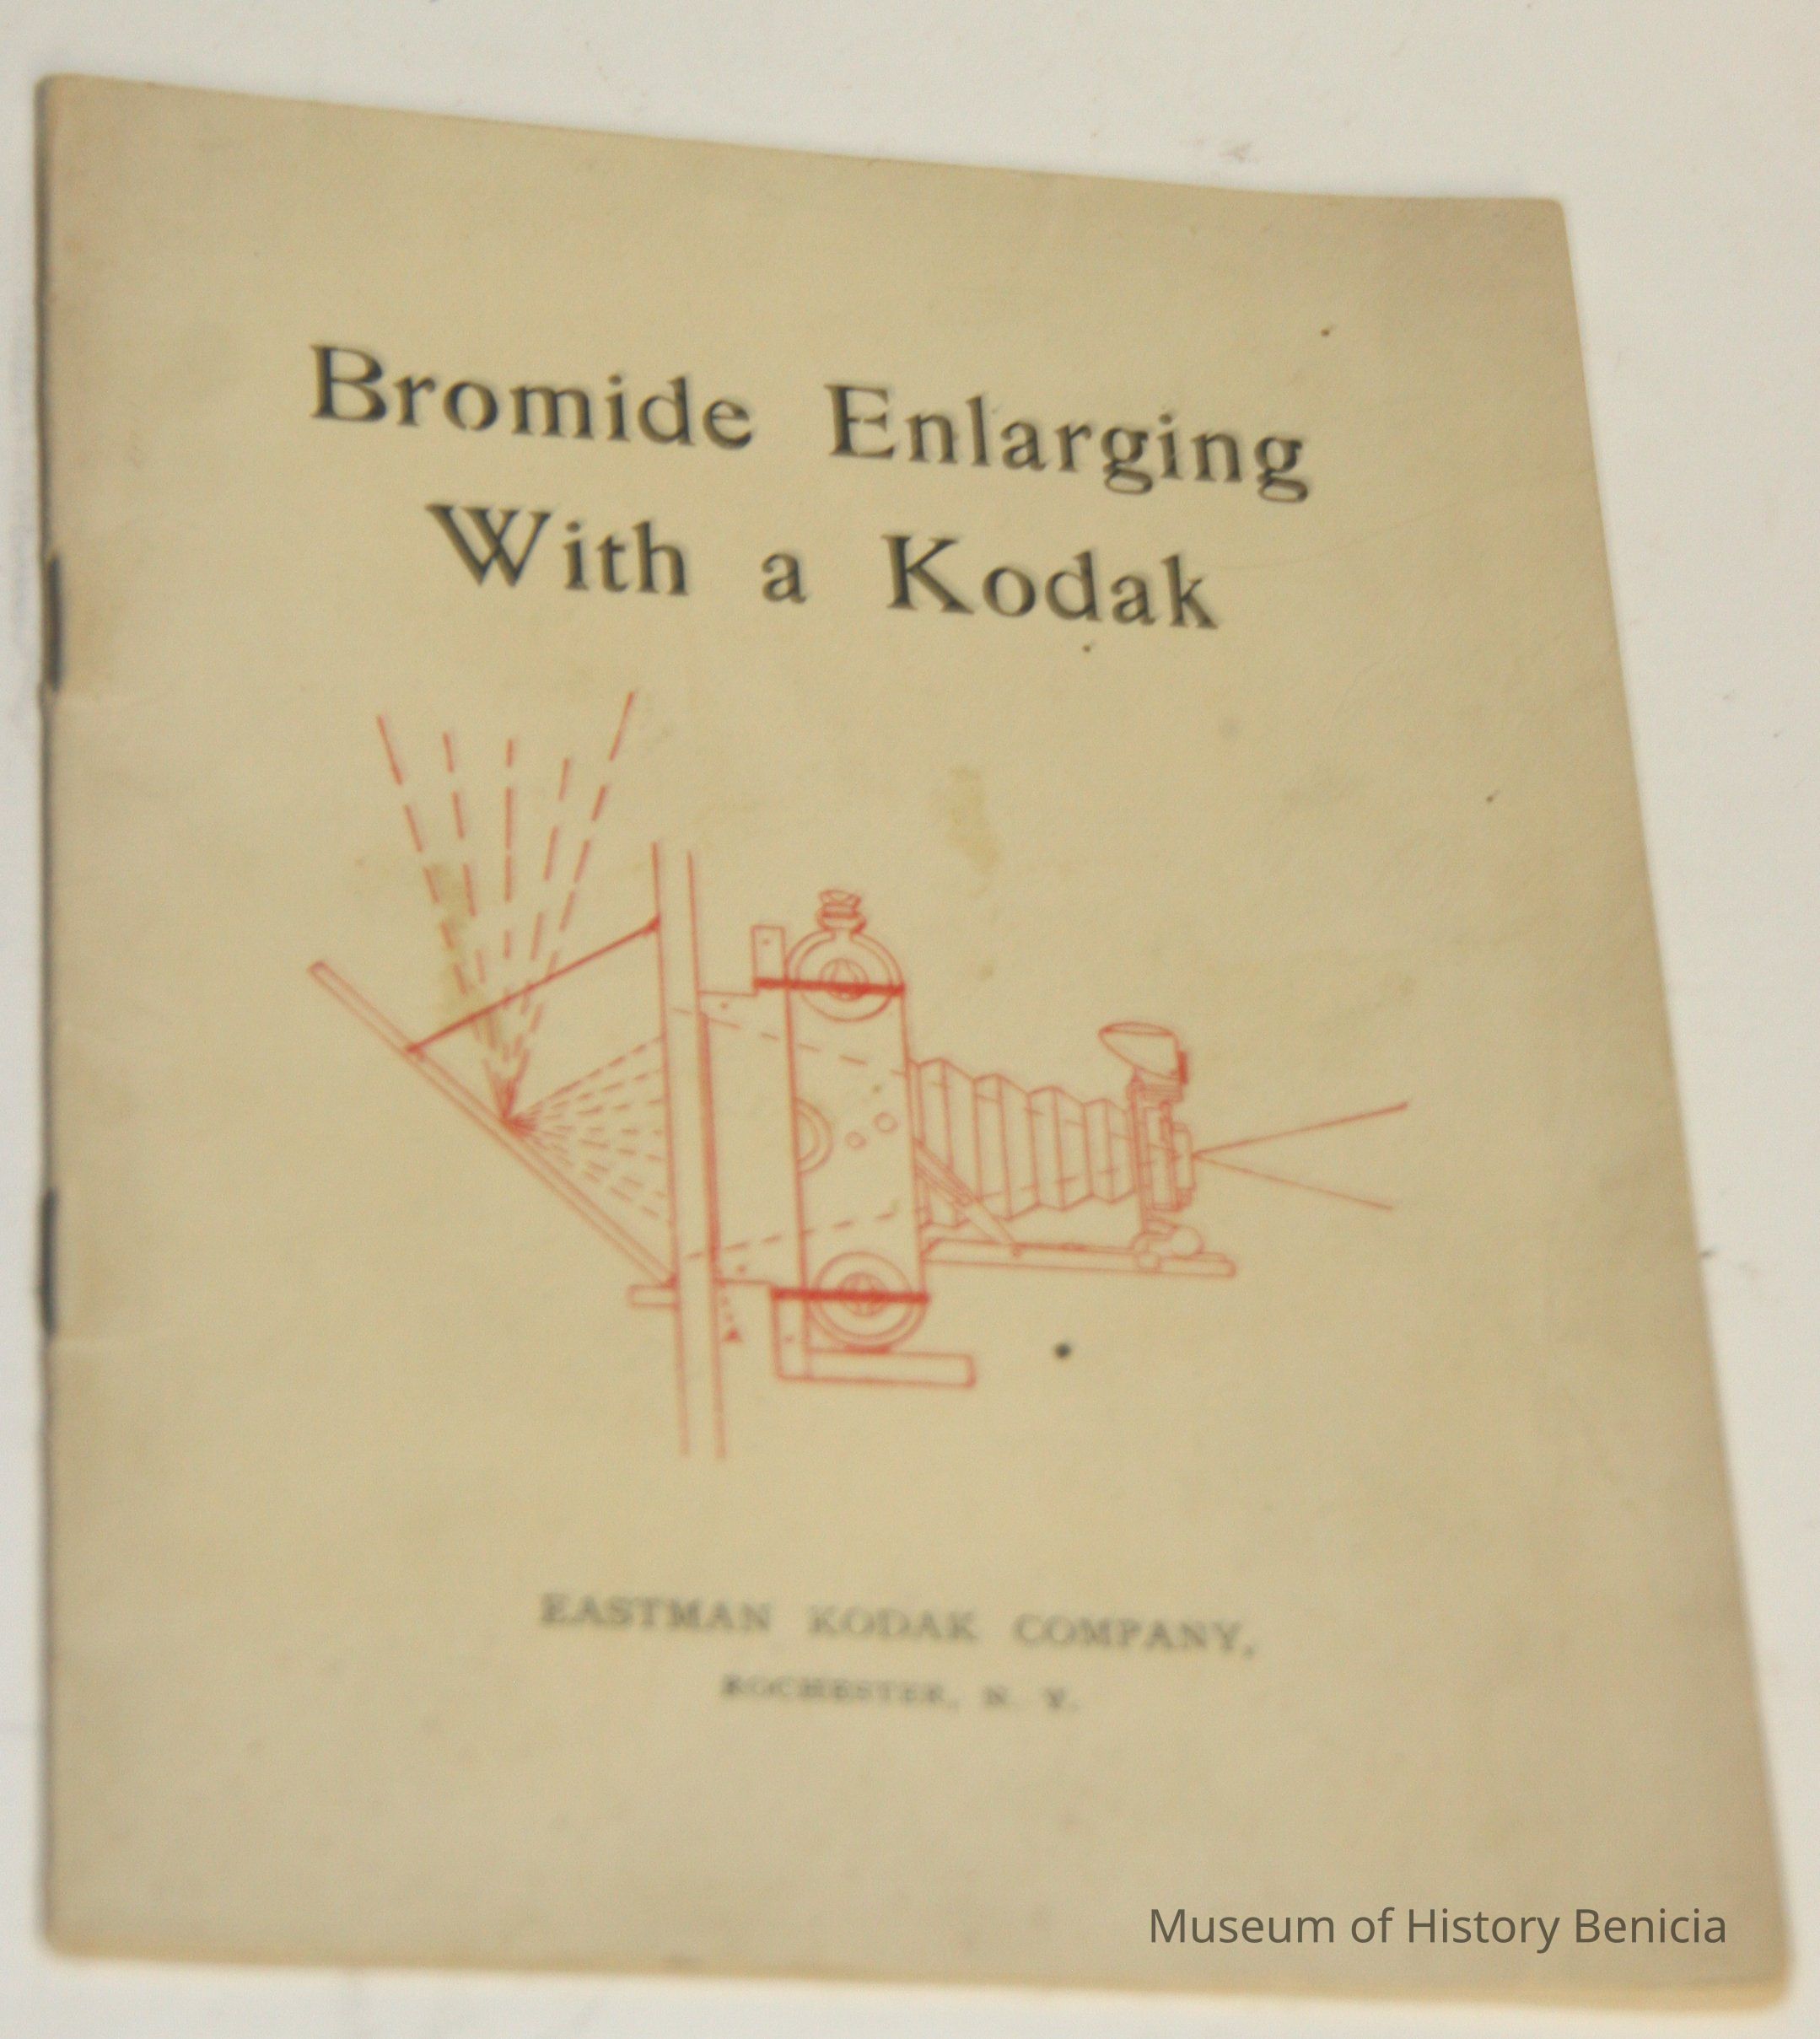 Bromide Enlarging
With a Kodak
EASTMAN KODAK COMPANY,
ROCHESTER, N. Y.
Museum of History Benicia